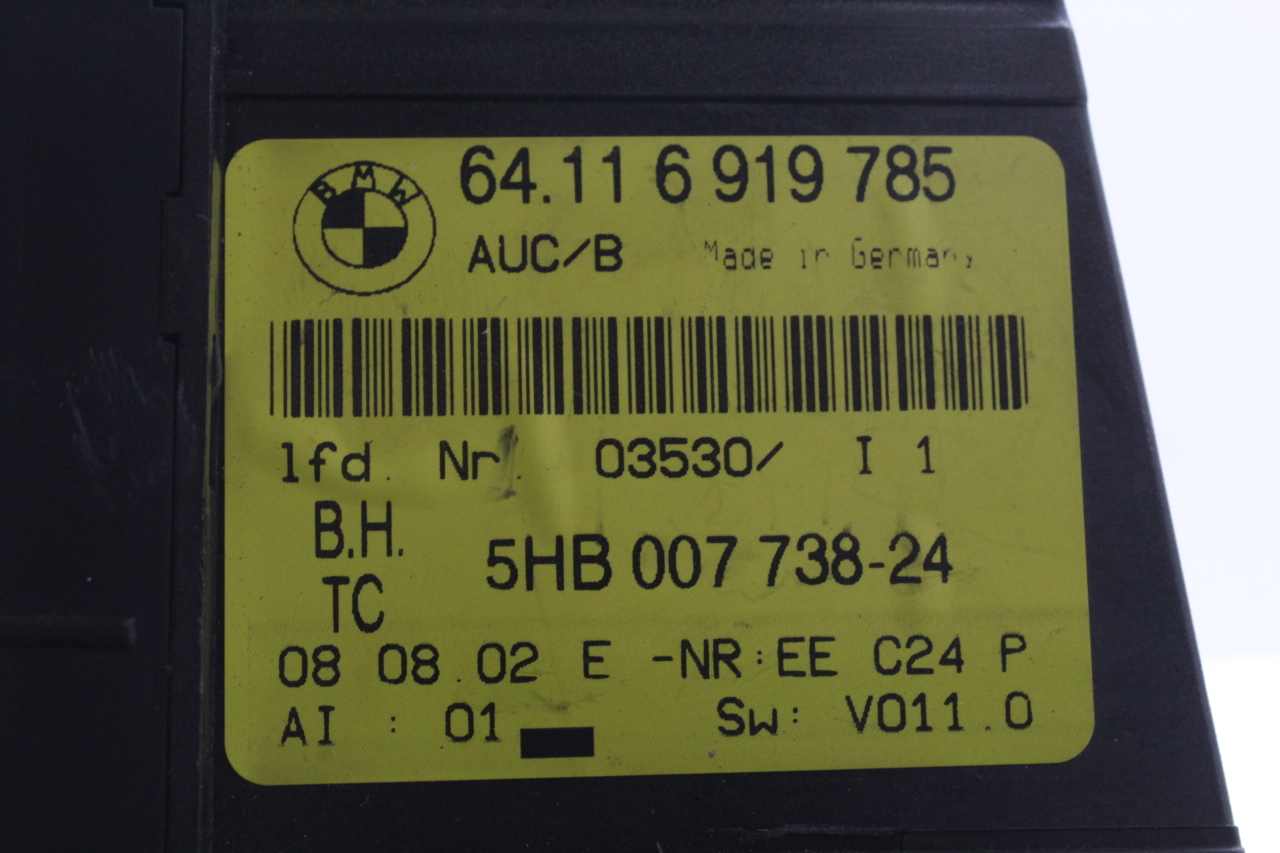 BMW
64.11 6 919 785
AUC/B Made in Germany
lfd. Nr. 03530/ I 1
B.H.
5HB 007 738-24
TC
08 08.02 E -NR:EE C24 P
AI : 01 Sw: V011.0